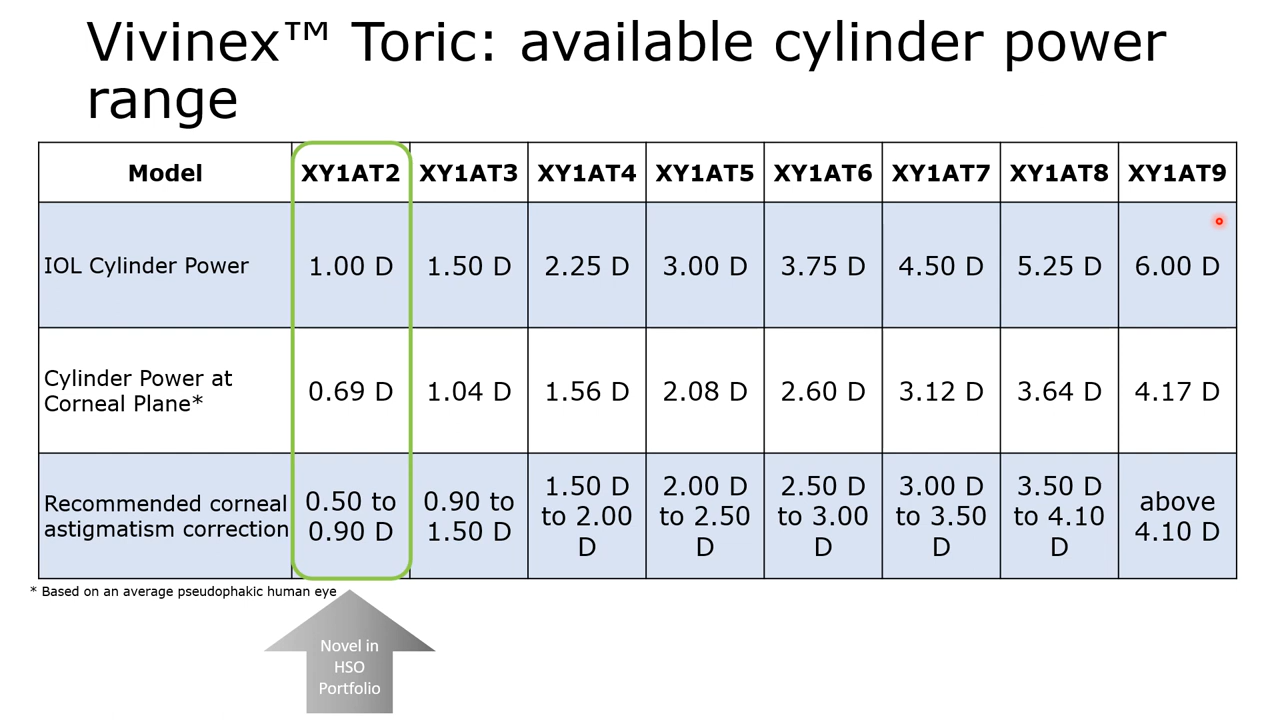 Vivinex™ Toric: available cylinder power
range
Model XY1AT2 XY1AT3 XY1AT4 XY1AT5 XY1AT6 XY1AT7 XY1AT8 XY1AT9
IOL Cylinder Power 1.00 D 1.50 D 2.25 D 3.00 D 3.75 D 4.50 D 5.25 D 6.00 D
Cylinder Power at
Corneal Plane*
0.69 D 1.04 D 1.56 D 2.08 D 2.60 D 3.12 D 3.64 D 4.17 D
Recommended corneal
astigmatism correction
0.50 to
0.90 D
0.90 to
1.50 D
1.50 D
to 2.00
D
2.00 D
to 2.50
D
2.50 D
to 3.00
D
3.00 D
to 3.50
D
3.50 D
to 4.10
D
above
4.10 D
* Based on an average pseudophakic human eye
Novel in
HSO
Portfolio